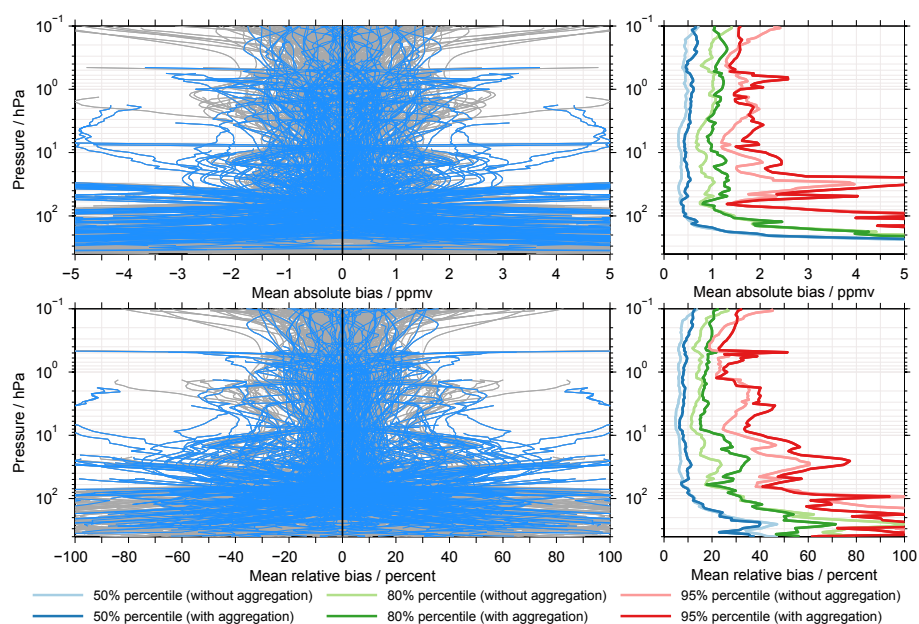 10⁻¹ 10⁻¹
10⁰ 10⁰
10¹ 10¹
10² 10²
Pressure / hPa
−5 −4 −3 −2 −1 0 1 2 3 4 5
Mean absolute bias / ppmv
0 1 2 3 4 5
Mean absolute bias / ppmv
10⁻¹ 10⁻¹
10⁰ 10⁰
10¹ 10¹
10² 10²
Pressure / hPa
−100 −80 −60 −40 −20 0 20 40 60 80 100
Mean relative bias / percent
0 20 40 60 80 100
Mean relative bias / percent
50% percentile (without aggregation) 80% percentile (without aggregation) 95% percentile (without aggregation)
50% percentile (with aggregation) 80% percentile (with aggregation) 95% percentile (with aggregation)